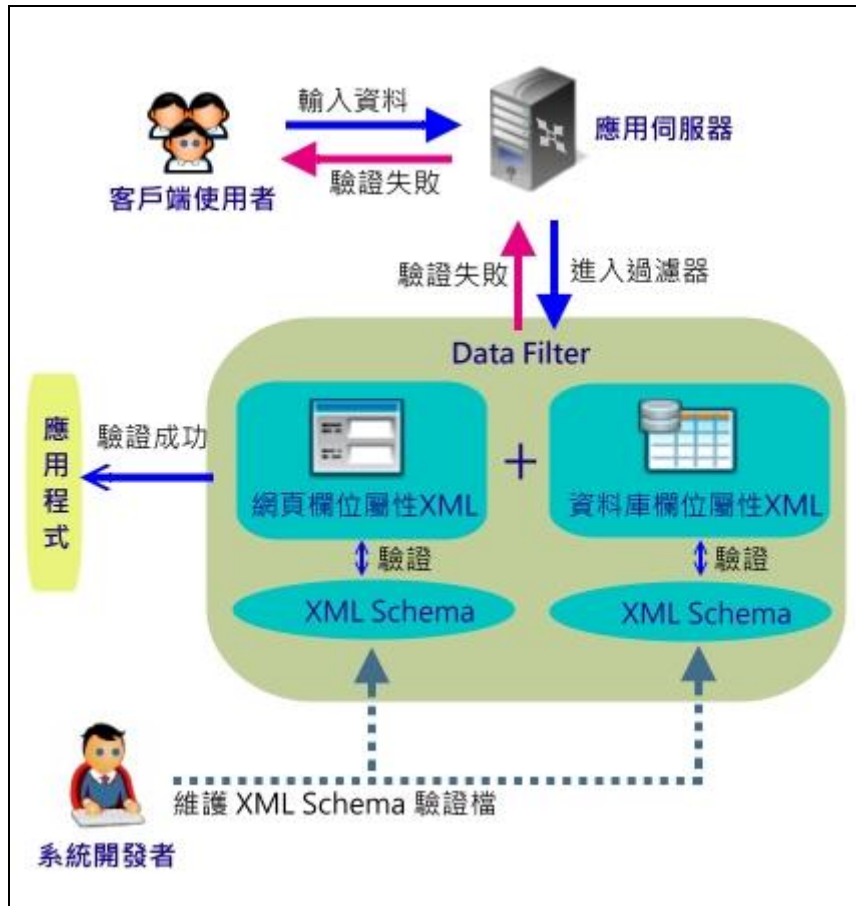 輸入資料
應用伺服器
驗證失敗
客戶端使用者
驗證失敗
進入過濾器
Data Filter
應用程式
驗證成功
網頁欄位屬性XML
+
資料庫欄位屬性XML
驗證
驗證
XML Schema
XML Schema
維護 XML Schema 驗證檔
系統開發者